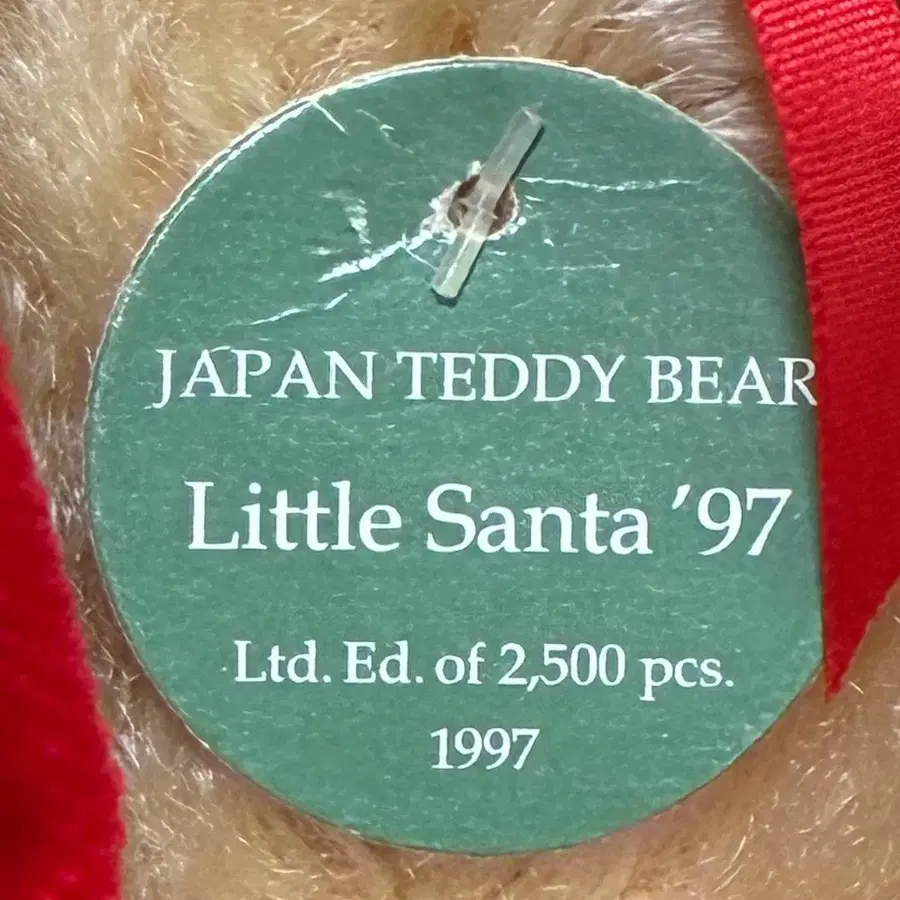 JAPAN TEDDY BEAR
Little Santa ’97
Ltd. Ed. of 2,500 pcs.
1997